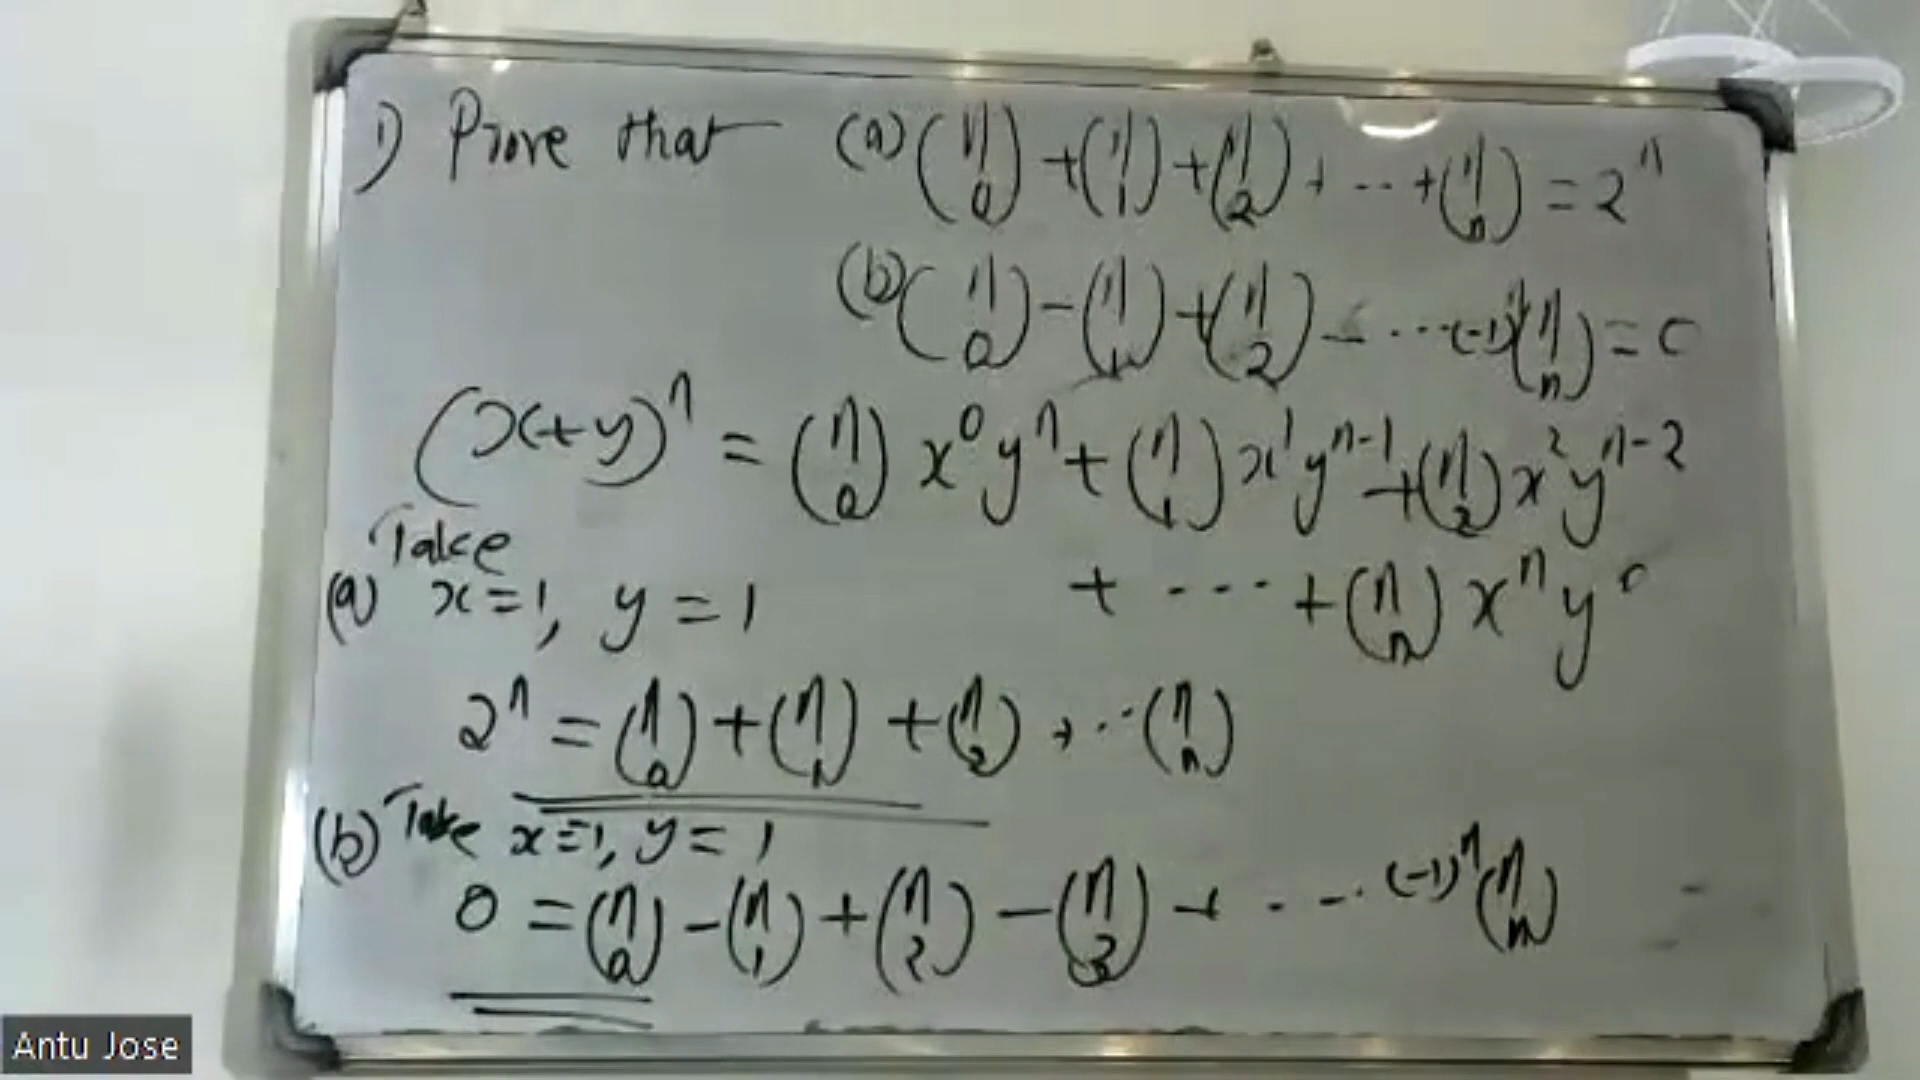 1) Prove that (a) (n 0) + (n 1) + (n 2) + ... + (n n) = 2^n
(b) (n 0) - (n 1) + (n 2) - ... (-1)^n (n n) = 0
(x+y)^n = (n 0) x^0 y^n + (n 1) x^1 y^{n-1} + (n 2) x^2 y^{n-2}
+ ... + (n n) x^n y^0
Take
(a) x=1, y=1
2^n = (n 0) + (n 1) + (n 2) + ... (n n)
(b) Take x=1, y=1
0 = (n 0) - (n 1) + (n 2) - (n 3) + ... (-1)^n (n n)
Antu Jose